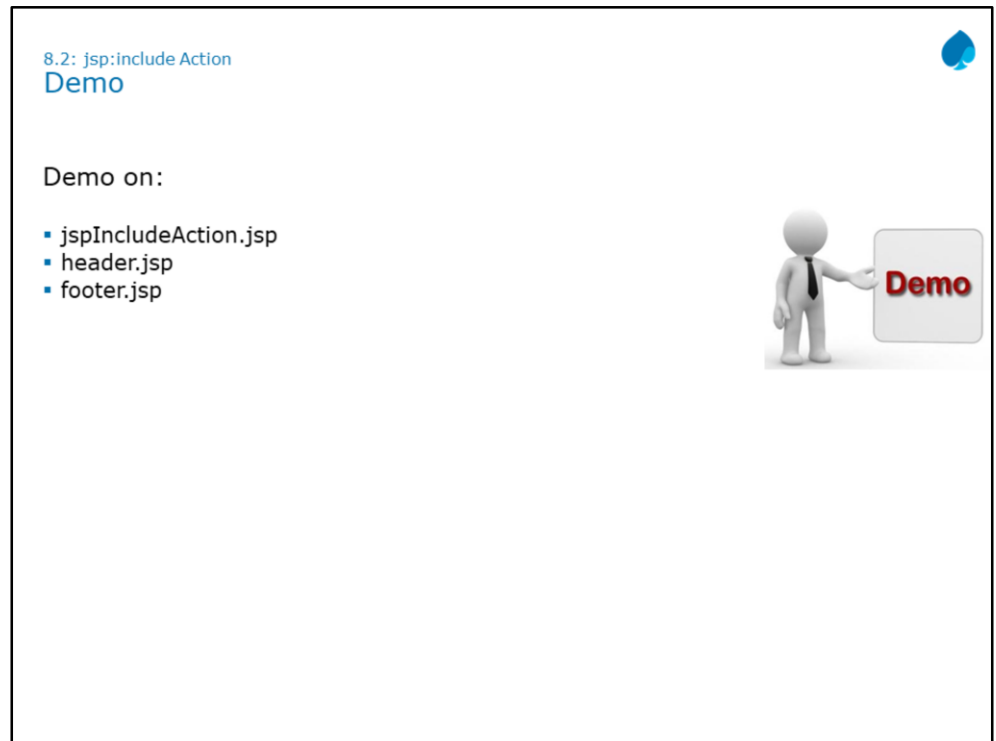 8.2: jsp:include Action
Demo
Demo on:
▪ jspIncludeAction.jsp
▪ header.jsp
▪ footer.jsp
Demo